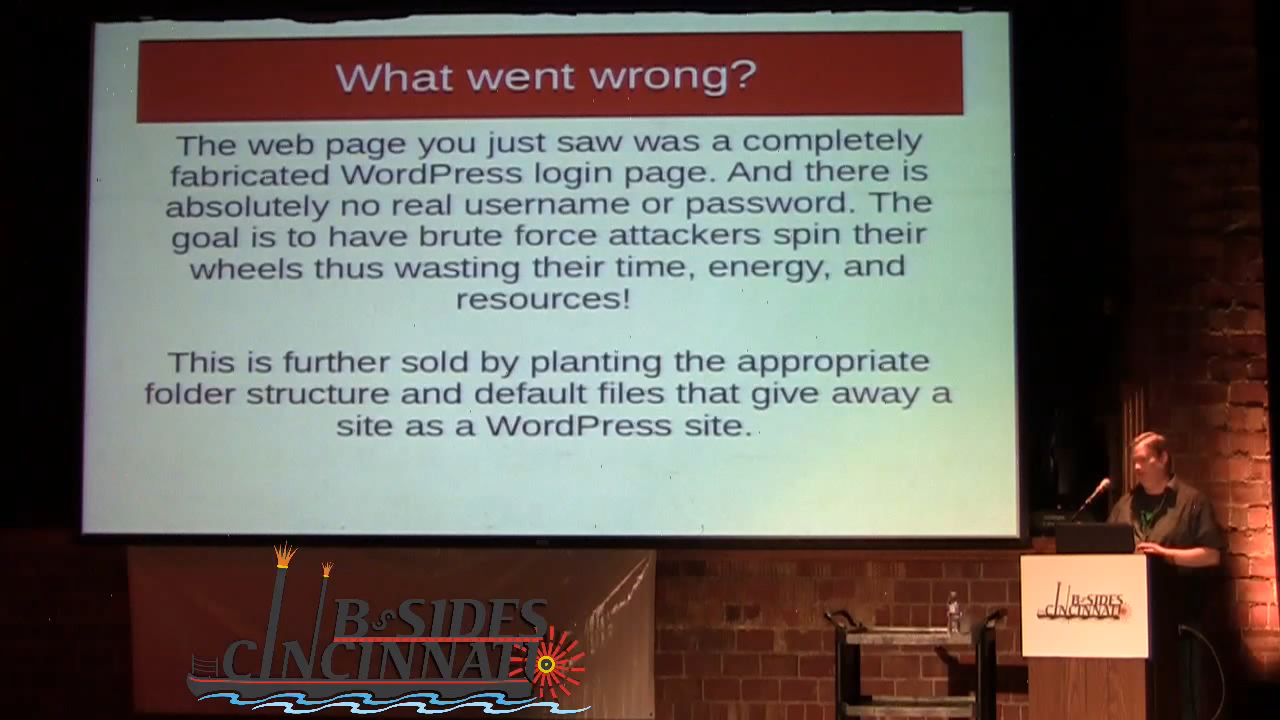 What went wrong?
The web page you just saw was a completely
fabricated WordPress login page. And there is
absolutely no real username or password. The
goal is to have brute force attackers spin their
wheels thus wasting their time, energy, and
resources!
This is further sold by planting the appropriate
folder structure and default files that give away a
site as a WordPress site.
BSIDES
CINCINNATI
BSIDES
CINCINNATI